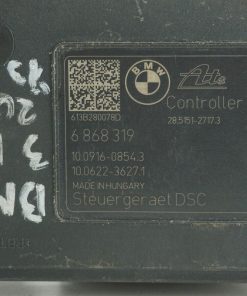 BMW
Ate
Controller
613B280078D
28.5151-2717.3
6 868 319
10.0916-0854.3
10.0622-3627.1
MADE IN HUNGARY
Steuergeraet DSC